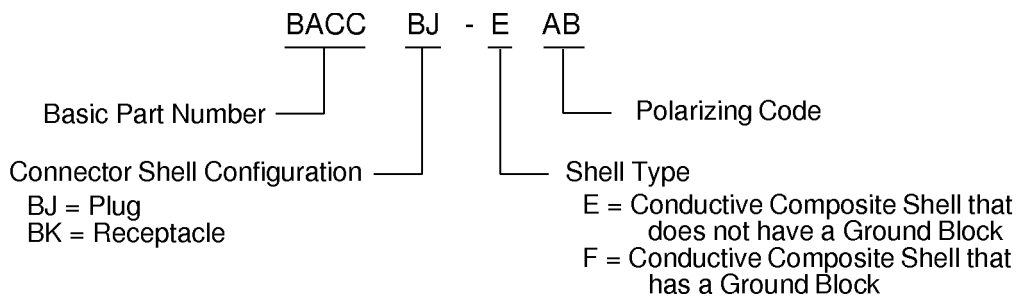 BACC BJ - E AB
Basic Part Number
Polarizing Code
Connector Shell Configuration
BJ = Plug
BK = Receptacle
Shell Type
E = Conductive Composite Shell that
does not have a Ground Block
F = Conductive Composite Shell that
has a Ground Block